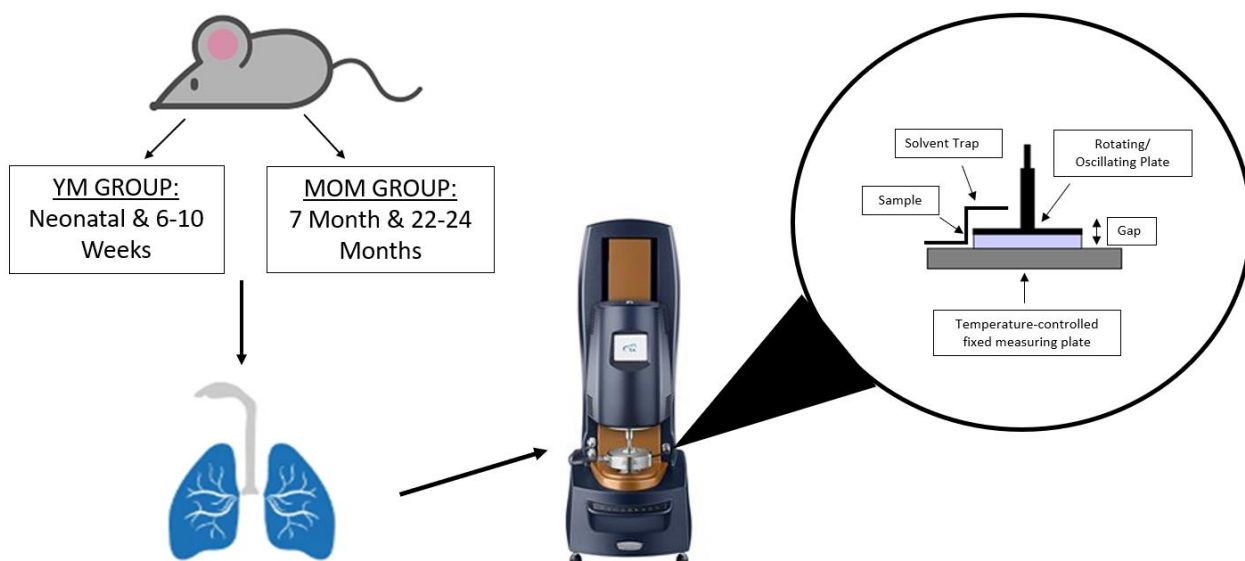 YM GROUP:
Neonatal & 6-10
Weeks
MOM GROUP:
7 Month & 22-24
Months
Solvent Trap
Rotating/
Oscillating Plate
Sample
Gap
Temperature-controlled
fixed measuring plate